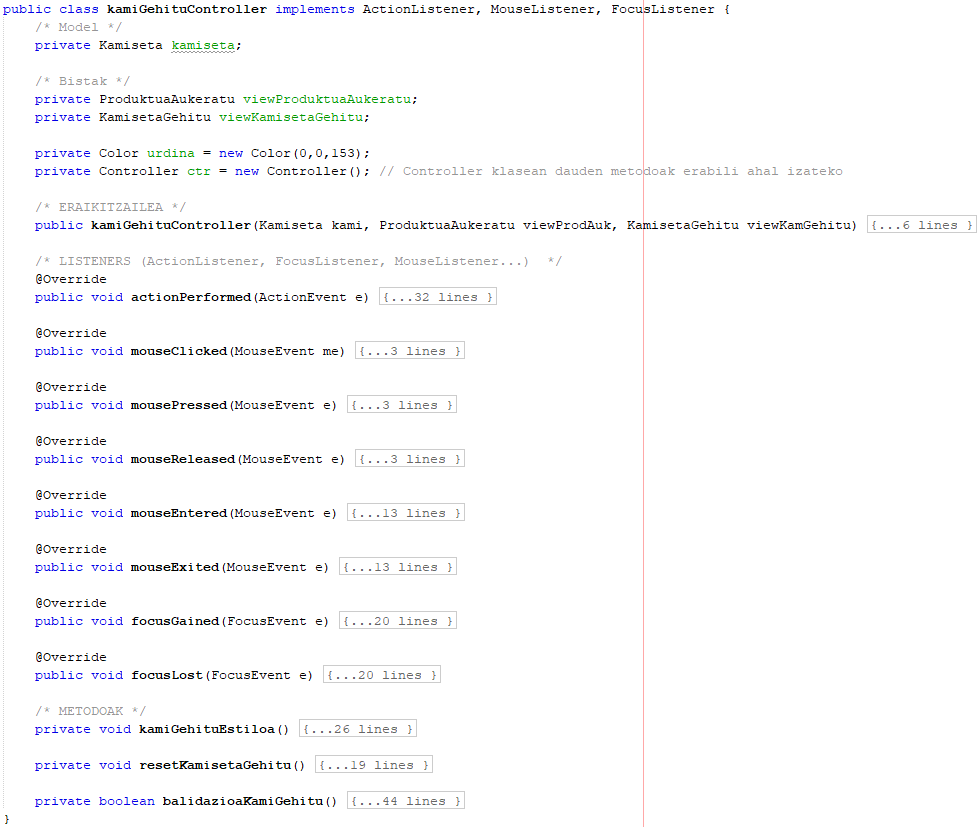 public class kamiGehituController implements ActionListener, MouseListener, FocusListener {
/* Model */
private Kamiseta kamiseta;
/* Bistak */
private ProduktuaAukeratu viewProduktuaAukeratu;
private KamisetaGehitu viewKamisetaGehitu;
private Color urdina = new Color(0,0,153);
private Controller ctr = new Controller(); // Controller klasean dauden metodoak erabili ahal izateko
/* ERAIKITZAILEA */
public kamiGehituController(Kamiseta kami, ProduktuaAukeratu viewProdAuk, KamisetaGehitu viewKamGehitu) {...6 lines }
/* LISTENERS (ActionListener, FocusListener, MouseListener...)  */
@Override
public void actionPerformed(ActionEvent e) {...32 lines }
@Override
public void mouseClicked(MouseEvent me) {...3 lines }
@Override
public void mousePressed(MouseEvent e) {...3 lines }
@Override
public void mouseReleased(MouseEvent e) {...3 lines }
@Override
public void mouseEntered(MouseEvent e) {...13 lines }
@Override
public void mouseExited(MouseEvent e) {...13 lines }
@Override
public void focusGained(FocusEvent e) {...20 lines }
@Override
public void focusLost(FocusEvent e) {...20 lines }
/* METODOAK */
private void kamiGehituEstiloa() {...26 lines }
private void resetKamisetaGehitu() {...19 lines }
private boolean balidazioaKamiGehitu() {...44 lines }
}